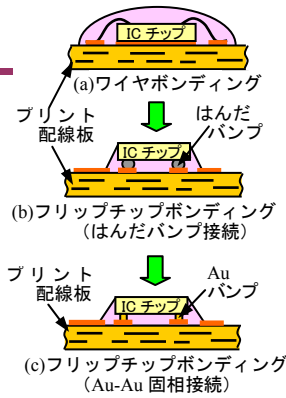 ICチップ
(a)ワイヤボンディング
プリント
配線板
はんだ
バンプ
ICチップ
(b)フリップチップボンディング
（はんだバンプ接続）
プリント
配線板
Au
バンプ
ICチップ
(c)フリップチップボンディング
（Au-Au 固相接続）